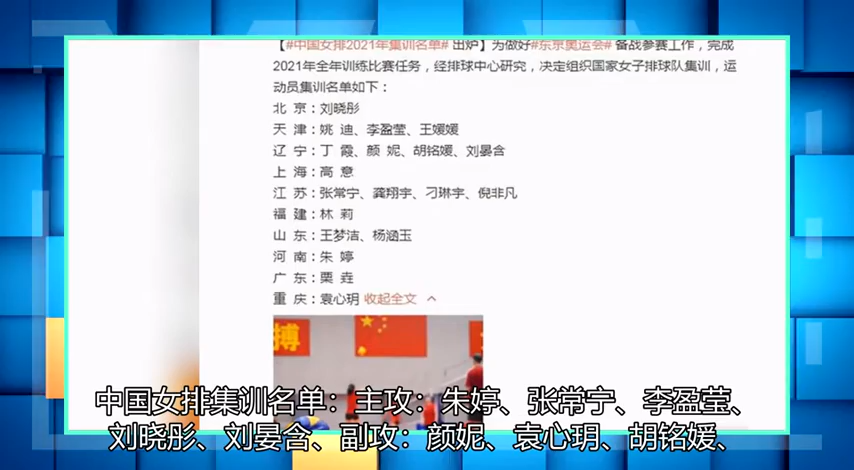 【#中国女排2021年集训名单# 出炉】为做好#东京奥运会# 备战参赛工作，完成
2021年全年训练比赛任务，经排球中心研究，决定组织国家女子排球队集训，运
动员集训名单如下：
北 京：刘晓彤
天 津：姚 迪、李盈莹、王媛媛
辽 宁：丁 霞、颜 妮、胡铭媛、刘晏含
上 海：高 意
江 苏：张常宁、龚翔宇、刁琳宇、倪非凡
福 建：林 莉
山 东：王梦洁、杨涵玉
河 南：朱 婷
广 东：栗 垚
重 庆：袁心玥 收起全文
搏
中国女排集训名单：主攻：朱婷、张常宁、李盈莹、
刘晓彤、刘晏含、副攻：颜妮、袁心玥、胡铭媛、